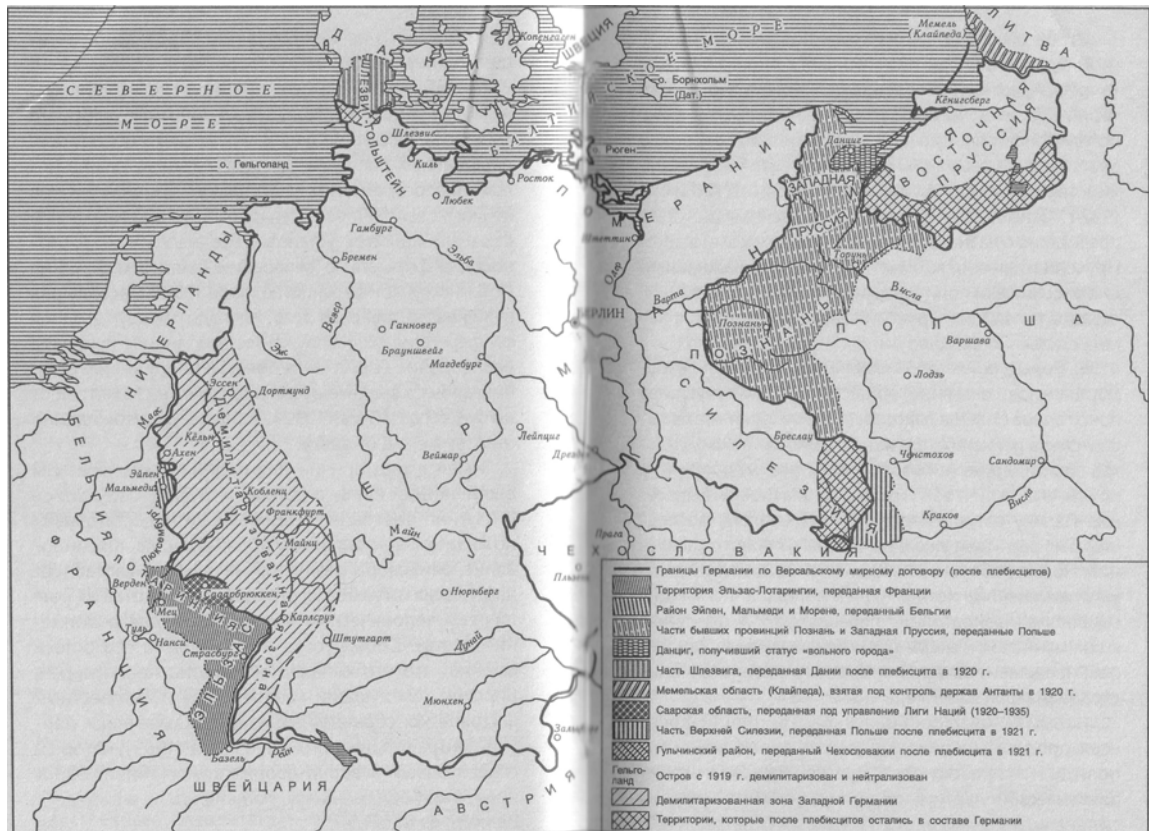 СЕВЕРНОЕ
МОРЕ
ДАНИЯ
Копенгаген
ШВЕЦИЯ
БАЛТИЙСКОЕ МОРЕ
о. Борнхольм
(Дат.)
Мемель
(Клайпеда)
ЛИТВА
Кёнигсберг
ВОСТОЧНАЯ
ПРУССИЯ
Данциг
ЗАПАДНАЯ
ПРУССИЯ
ПОМЕРАНИЯ
ШЛЕЗВИГ-ГОЛЬШТЕЙН
Шлезвиг
Киль
о. Гельголанд
о. Рюген
Росток
Любек
Гамбург
Штеттин
Бремен
Эльба
Везер
Эмс
Одер
Варта
Торунь
Висла
НИДЕРЛАНДЫ
Ганновер
Брауншвейг
Магдебург
БЕРЛИН
Познань
ПОЗНАНЬ
ПОЛЬША
Варшава
Лодзь
Эссен
Дортмунд
Маас
Кёльн
Ахен
Эйпен
Мальмеди
БЕЛЬГИЯ
Демилитаризованная зона
Лейпциг
Веймар
Дрезден
Бреслау
СИЛЕЗИЯ
Ченстохов
Сандомир
Висла
Краков
Кобленц
Франкфурт
Майнц
Майн
Люксембург
Прага
Пльзень
ЧЕХОСЛОВАКИЯ
ФРАНЦИЯ
Верден
Саарбрюккен
Мец
Туль
Нанси
Страсбург
ЭЛЬЗАС
Карлсруэ
Штутгарт
Нюрнберг
Дунай
Мюнхен
Зальцбург
Базель
Рейн
ШВЕЙЦАРИЯ
АВСТРИЯ
Границы Германии по Версальскому мирному договору (после плебисцитов)
Территория Эльзас-Лотарингии, переданная Франции
Район Эйпен, Мальмеди и Морене, переданный Бельгии
Части бывших провинций Познань и Западная Пруссия, переданные Польше
Данциг, получивший статус «вольного города»
Часть Шлезвига, переданная Дании после плебисцита в 1920 г.
Мемельская область (Клайпеда), взятая под контроль держав Антанты в 1920 г.
Саарская область, переданная под управление Лиги Наций (1920–1935)
Часть Верхней Силезии, переданная Польше после плебисцита в 1921 г.
Гульчинский район, переданный Чехословакии после плебисцита в 1921 г.
Гельго-
ланд
Остров с 1919 г. демилитаризован и нейтрализован
Демилитаризованная зона Западной Германии
Территории, которые после плебисцитов остались в составе Германии